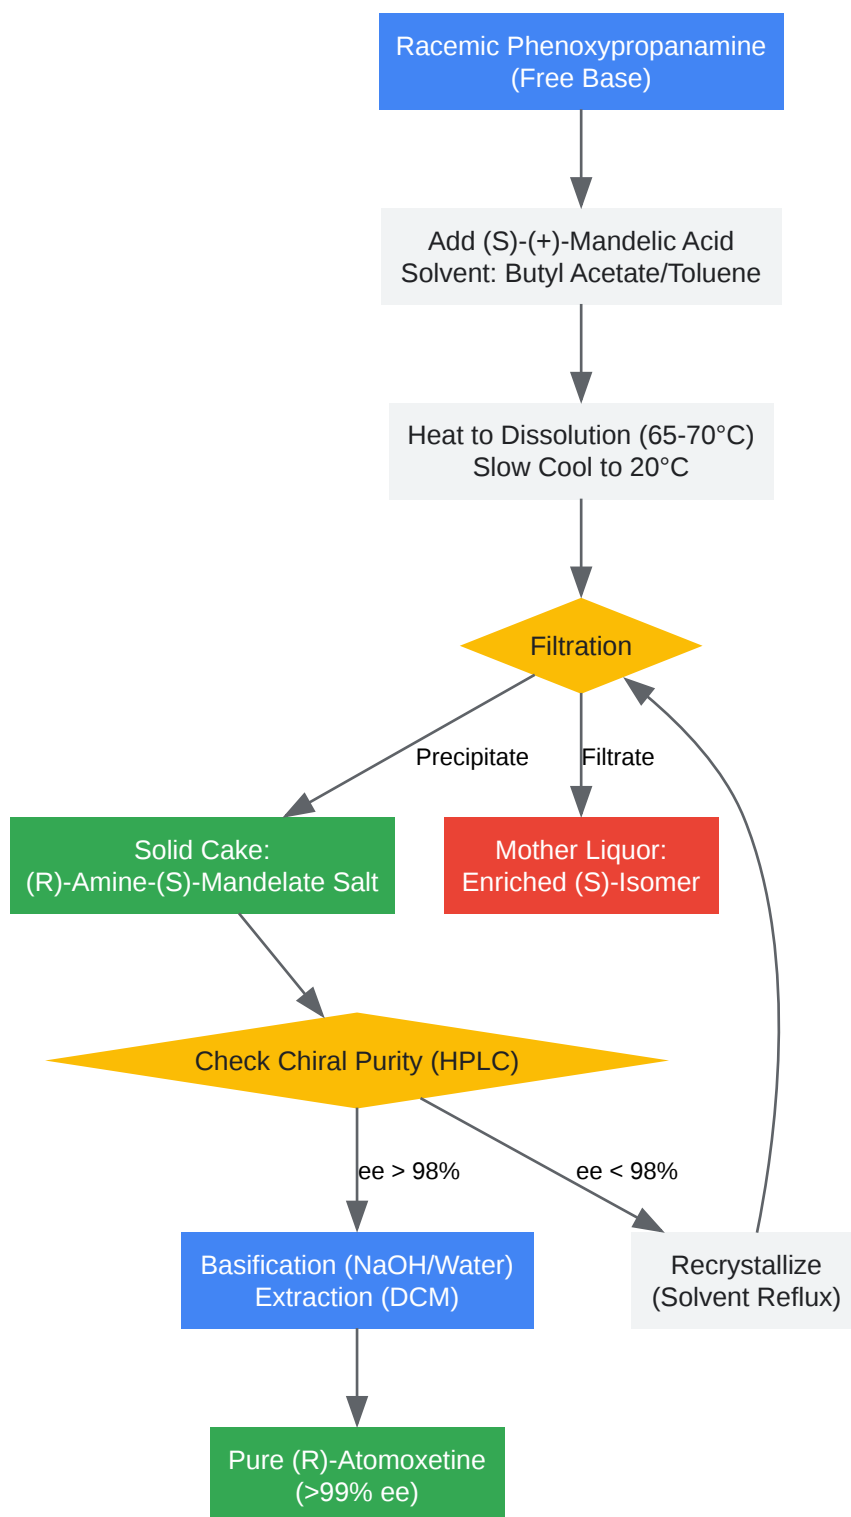 Racemic Phenoxypropanamine
(Free Base)
Add (S)-(+)-Mandelic Acid
Solvent: Butyl Acetate/Toluene
Heat to Dissolution (65-70°C)
Slow Cool to 20°C
Filtration
Precipitate
Filtrate
Solid Cake:
(R)-Amine-(S)-Mandelate Salt
Mother Liquor:
Enriched (S)-Isomer
Check Chiral Purity (HPLC)
ee > 98%
ee < 98%
Basification (NaOH/Water)
Extraction (DCM)
Recrystallize
(Solvent Reflux)
Pure (R)-Atomoxetine
(>99% ee)